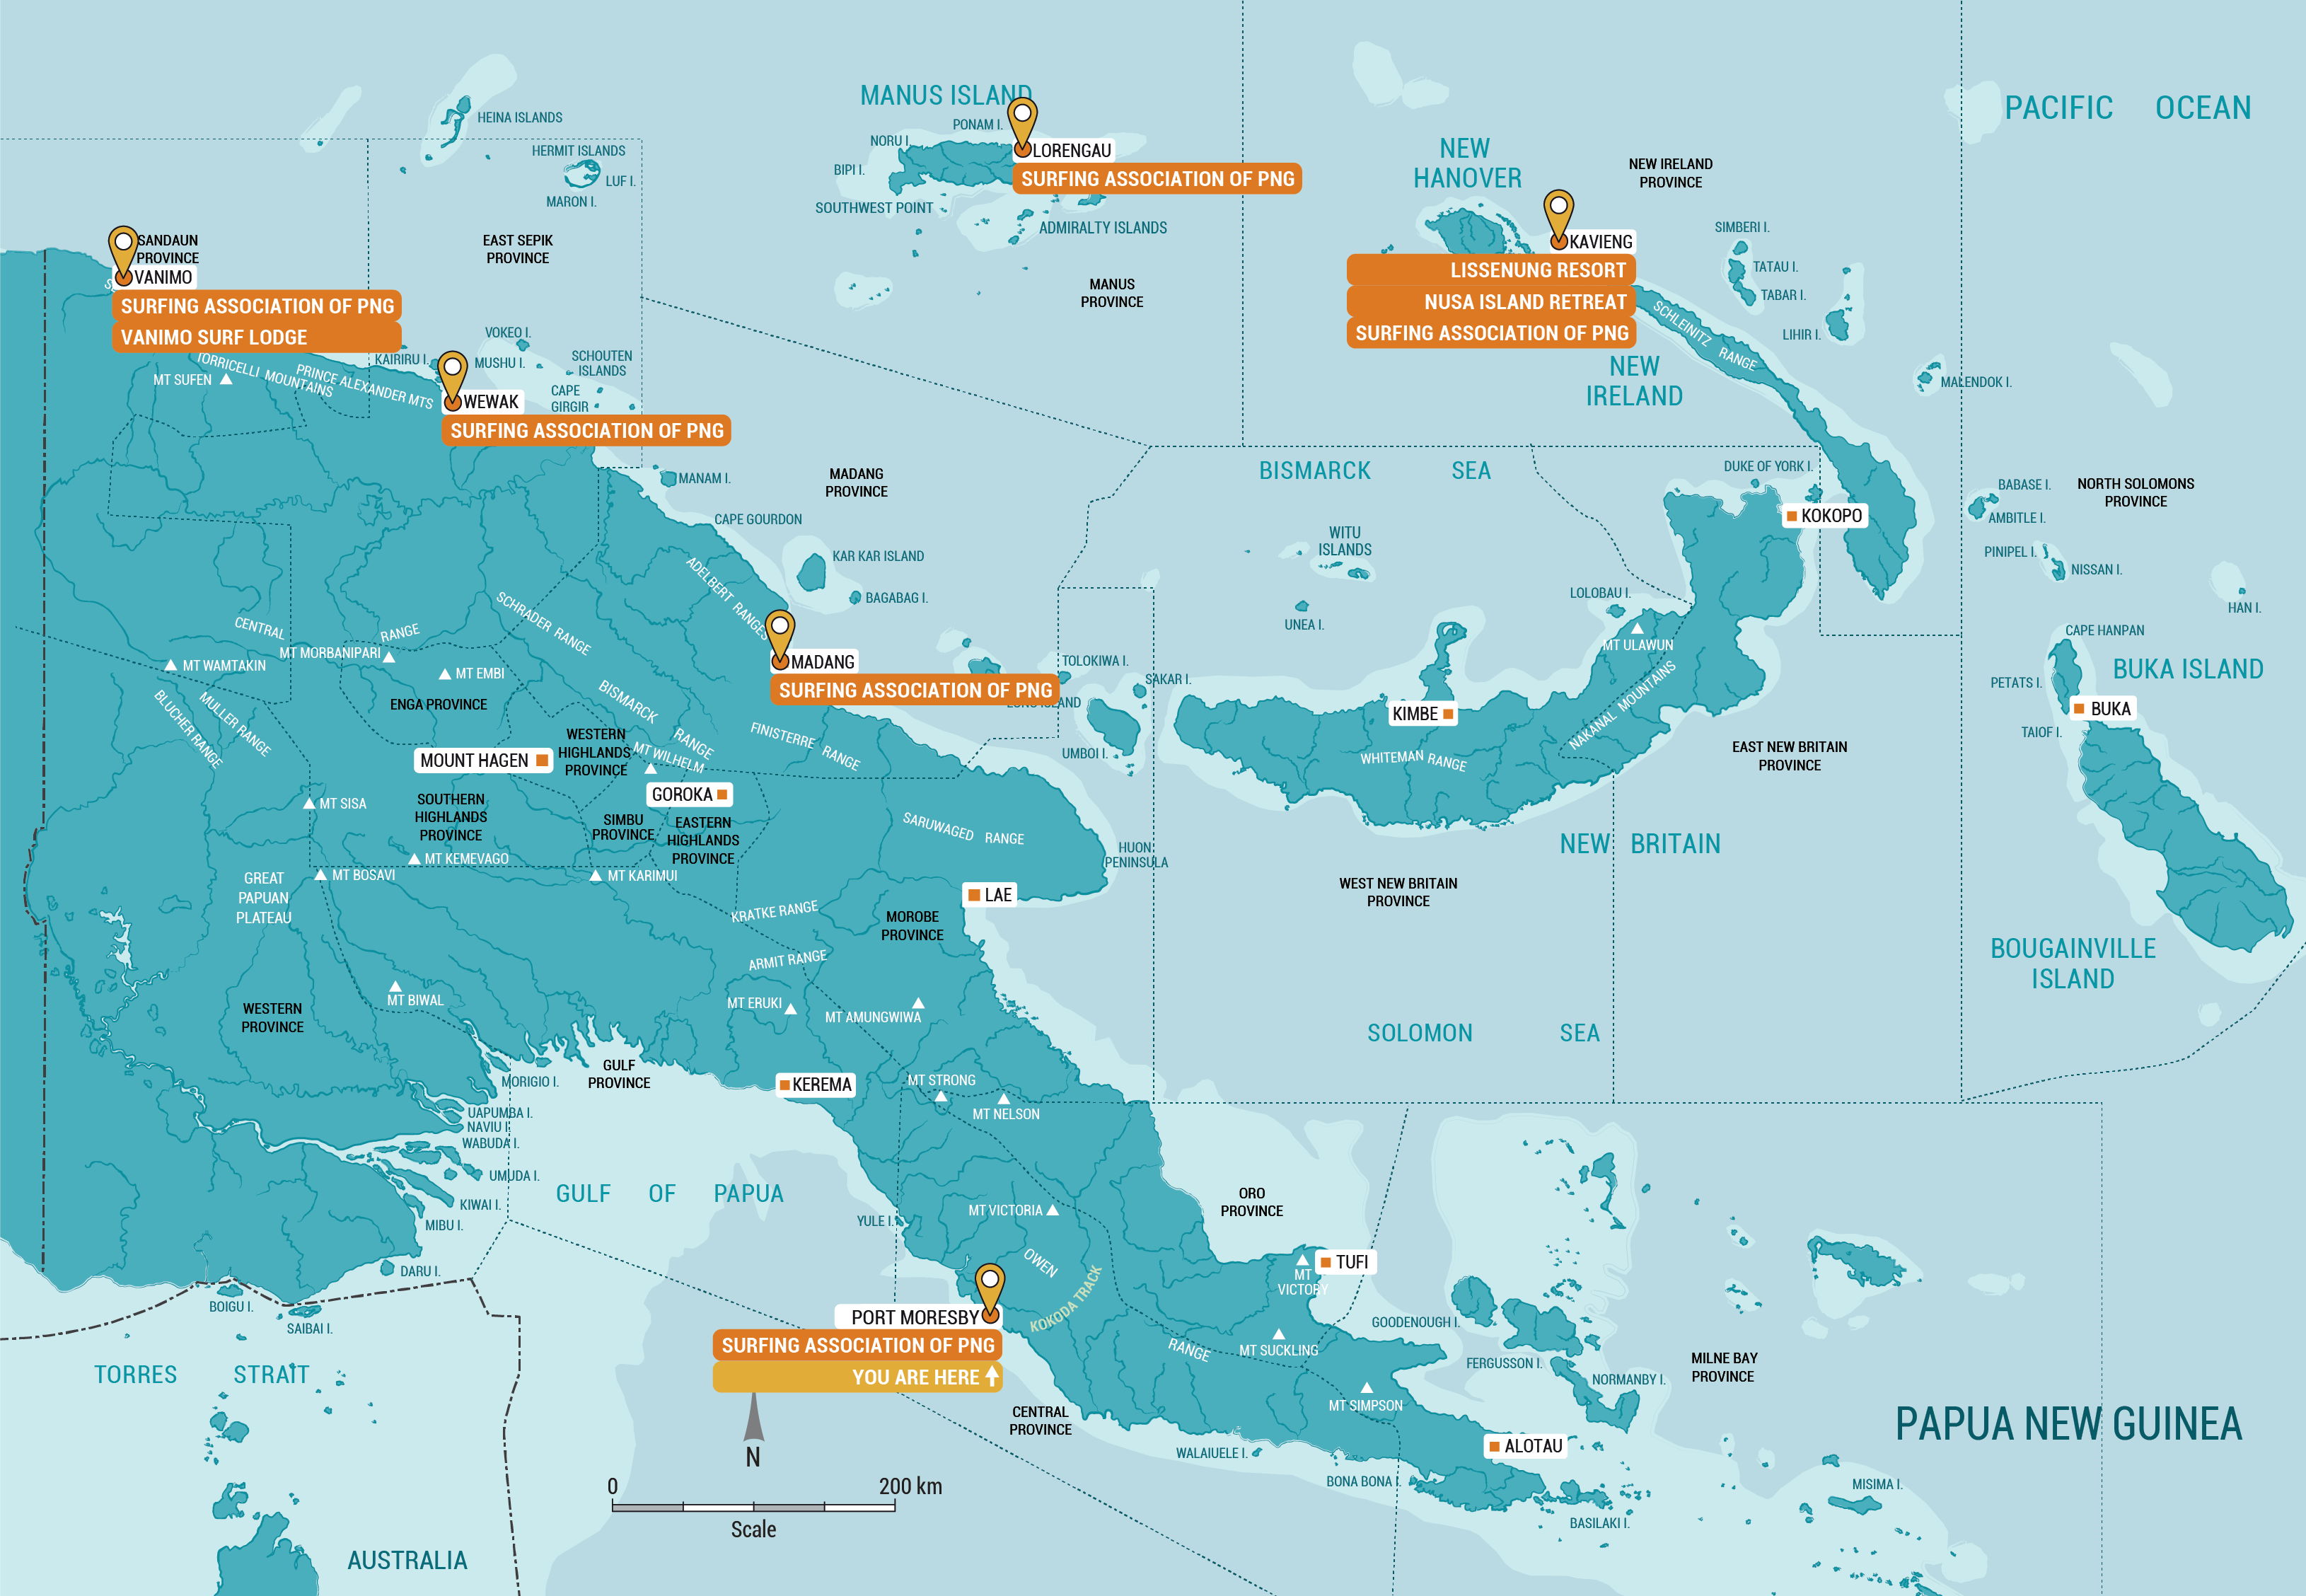 PACIFIC OCEAN
MANUS ISLAND
HEINA ISLANDS
PONAM I.
NORU I.
LORENGAU
SURFING ASSOCIATION OF PNG
BIPI I.
SOUTHWEST POINT
ADMIRALTY ISLANDS
HERMIT ISLANDS
LUF I.
MARON I.
NEW
HANOVER
NEW IRELAND
PROVINCE
SANDAUN
PROVINCE
VANIMO
SURFING ASSOCIATION OF PNG
VANIMO SURF LODGE
EAST SEPIK
PROVINCE
MANUS
PROVINCE
KAVIENG
LISSENUNG RESORT
NUSA ISLAND RETREAT
SURFING ASSOCIATION OF PNG
SIMBERI I.
TATAU I.
TABAR I.
LIHIR I.
SCHLEINITZ RANGE
NEW
IRELAND
MALENDOK I.
VOKEO I.
KAIRIRU I.
MUSHU I.
SCHOUTEN
ISLANDS
CAPE
GIRGIR
TORRICELLI MOUNTAINS
PRINCE ALEXANDER MTS
MT SUFEN
WEWAK
SURFING ASSOCIATION OF PNG
MANAM I.
MADANG
PROVINCE
BISMARCK SEA
DUKE OF YORK I.
KOKOPO
BABASE I.
AMBITLE I.
NORTH SOLOMONS
PROVINCE
PINIPEL I.
NISSAN I.
HAN I.
CAPE GOURDON
KAR KAR ISLAND
BAGABAG I.
ADELBERT RANGES
WITU
ISLANDS
UNEA I.
LOLOBAU I.
MT ULAWUN
CAPE HANPAN
BUKA ISLAND
PETATS I.
BUKA
TAIOF I.
CENTRAL RANGE
SCHRADER RANGE
MT MORBANIPARI
MT WAMTAKIN
MT EMBI
ENGA PROVINCE
MULLER RANGE
BLUCHER RANGE
BISMARCK RANGE
MADANG
SURFING ASSOCIATION OF PNG
TOLOKIWA I.
SAKAR I.
LONG ISLAND
UMBOI I.
KIMBE
NAKANAI MOUNTAINS
WHITEMAN RANGE
EAST NEW BRITAIN
PROVINCE
MOUNT HAGEN
WESTERN
HIGHLANDS
PROVINCE
MT WILHELM
FINISTERRE RANGE
GOROKA
MT SISA
SOUTHERN
HIGHLANDS
PROVINCE
SIMBU
PROVINCE
EASTERN
HIGHLANDS
PROVINCE
SARUWAGED RANGE
HUON
PENINSULA
NEW BRITAIN
MT KEMEVAGO
MT BOSAVI
MT KARIMUI
GREAT
PAPUAN
PLATEAU
LAE
WEST NEW BRITAIN
PROVINCE
KRATKE RANGE
MOROBE
PROVINCE
BOUGAINVILLE
ISLAND
ARMIT RANGE
MT BIWAL
MT ERUKI
MT AMUNGWIWA
WESTERN
PROVINCE
SOLOMON SEA
GULF
PROVINCE
MORIGIO I.
KEREMA
MT STRONG
MT NELSON
UAPUMBA I.
NAVIU I.
WABUDA I.
UMUDA I.
KIWAI I.
MIBU I.
GULF OF PAPUA
YULE I.
MT VICTORIA
ORO
PROVINCE
DARU I.
BOIGU I.
SAIBAI I.
OWEN RANGE
KOKODA TRACK
MT
VICTORY
TUFI
PORT MORESBY
SURFING ASSOCIATION OF PNG
YOU ARE HERE
MT SUCKLING
GOODENOUGH I.
FERGUSSON I.
NORMANBY I.
MILNE BAY
PROVINCE
TORRES STRAIT
MT SIMPSON
CENTRAL
PROVINCE
PAPUA NEW GUINEA
WALAIUELE I.
ALOTAU
BONA BONA I.
BASILAKI I.
MISIMA I.
N
0 200 km
Scale
AUSTRALIA